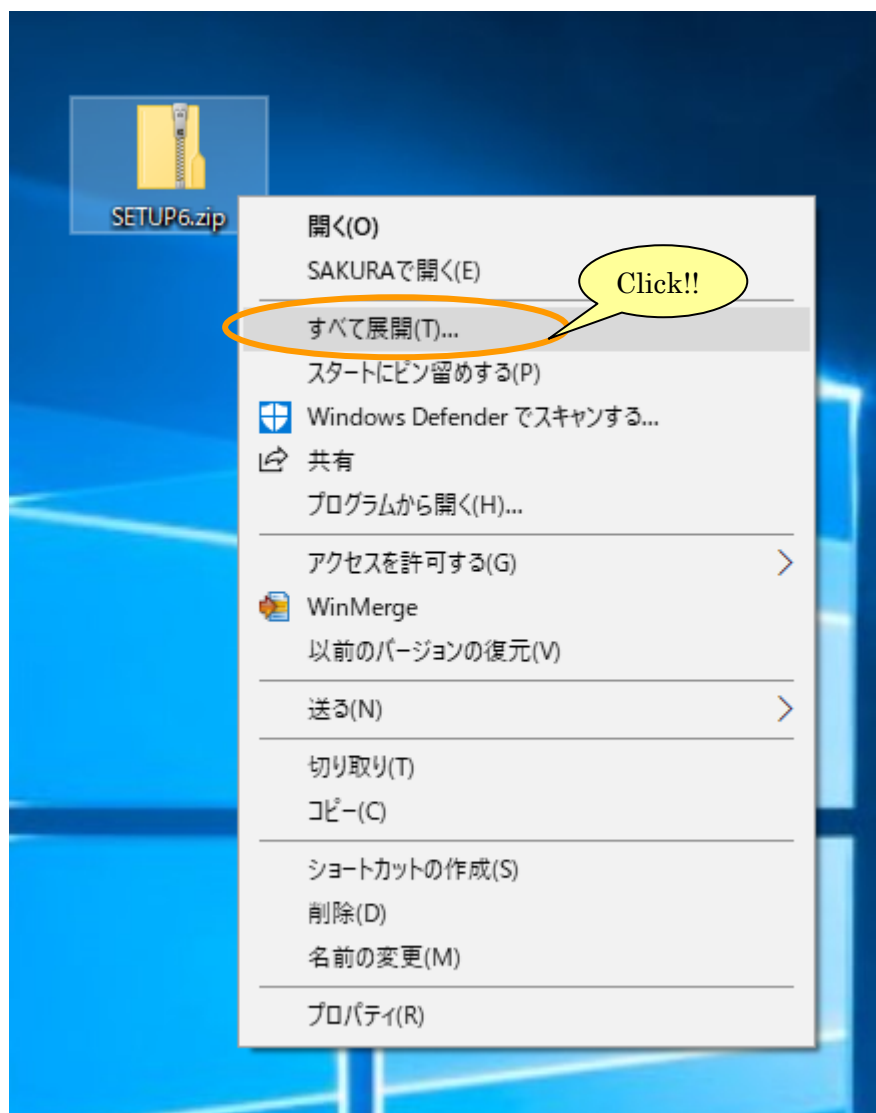 SETUP6.zip
開く(O)
SAKURAで開く(E)
Click!!
すべて展開(T)...
スタートにピン留めする(P)
Windows Defender でスキャンする...
共有
プログラムから開く(H)...
アクセスを許可する(G)
WinMerge
以前のバージョンの復元(V)
送る(N)
切り取り(T)
コピー(C)
ショートカットの作成(S)
削除(D)
名前の変更(M)
プロパティ(R)